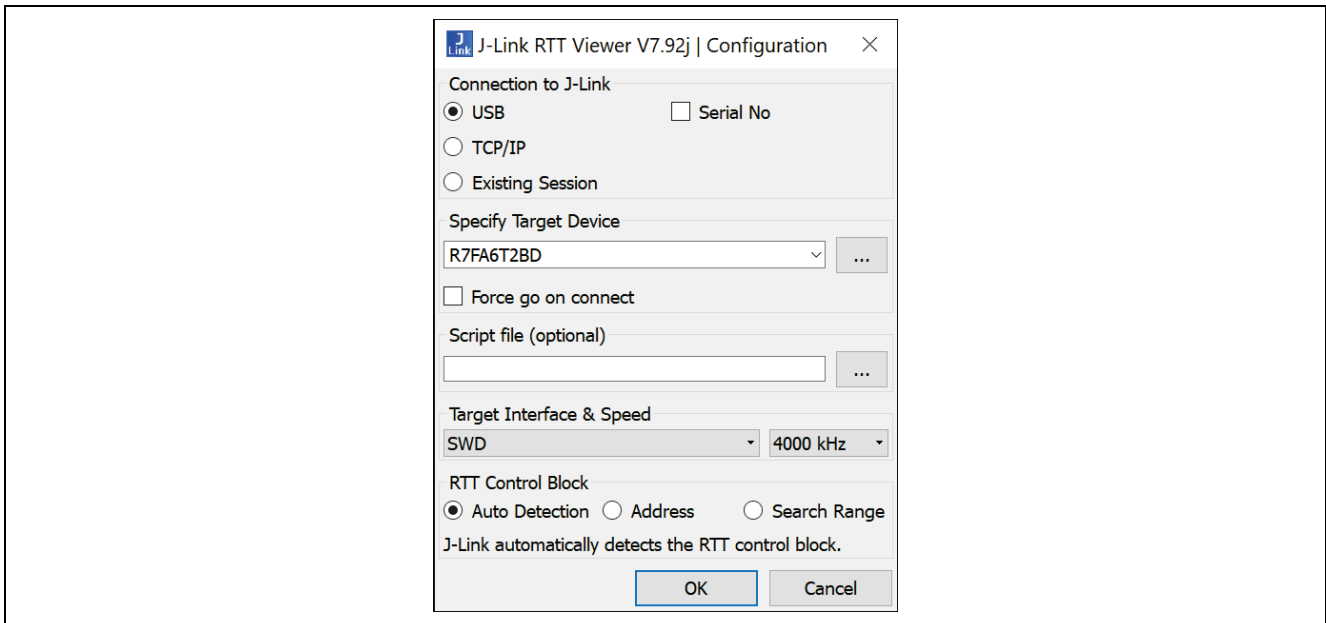 J Link J-Link RTT Viewer V7.92j | Configuration
Connection to J-Link
USB Serial No
TCP/IP
Existing Session
Specify Target Device
R7FA6T2BD ...
Force go on connect
Script file (optional)
...
Target Interface & Speed
SWD 4000 kHz
RTT Control Block
Auto Detection Address Search Range
J-Link automatically detects the RTT control block.
OK Cancel